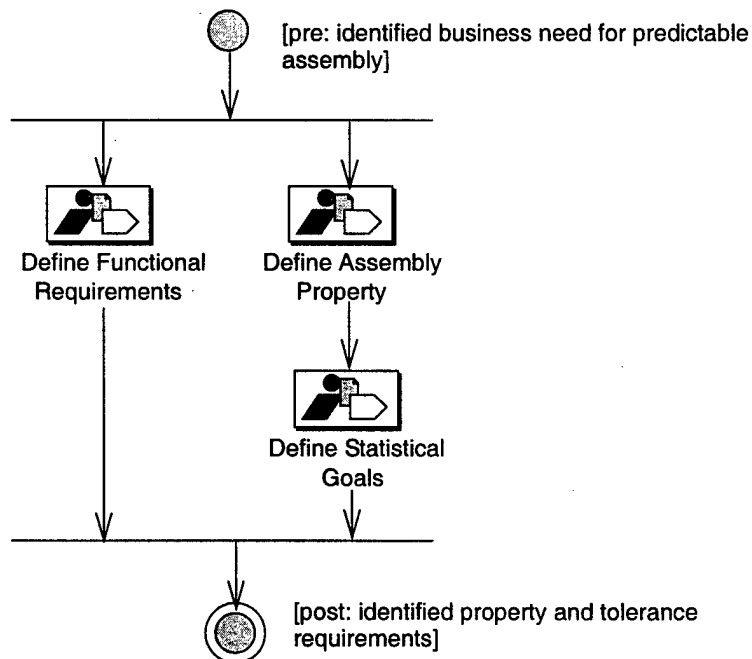 [pre: identified business need for predictable
assembly]
Define Functional
Requirements
Define Assembly
Property
Define Statistical
Goals
[post: identified property and tolerance
requirements]